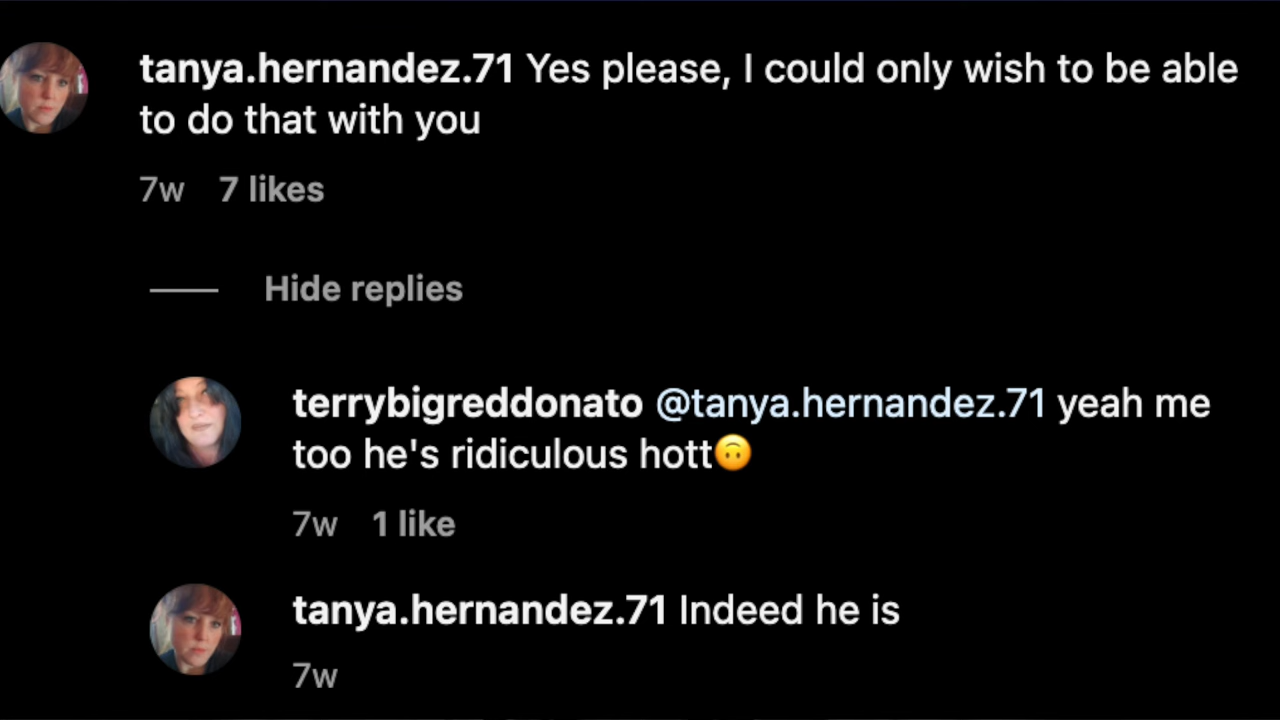 tanya.hernandez.71 Yes please, I could only wish to be able
to do that with you
7w 7 likes
Hide replies
terrybigreddonato @tanya.hernandez.71 yeah me
too he's ridiculous hott🙃
7w 1 like
tanya.hernandez.71 Indeed he is
7w